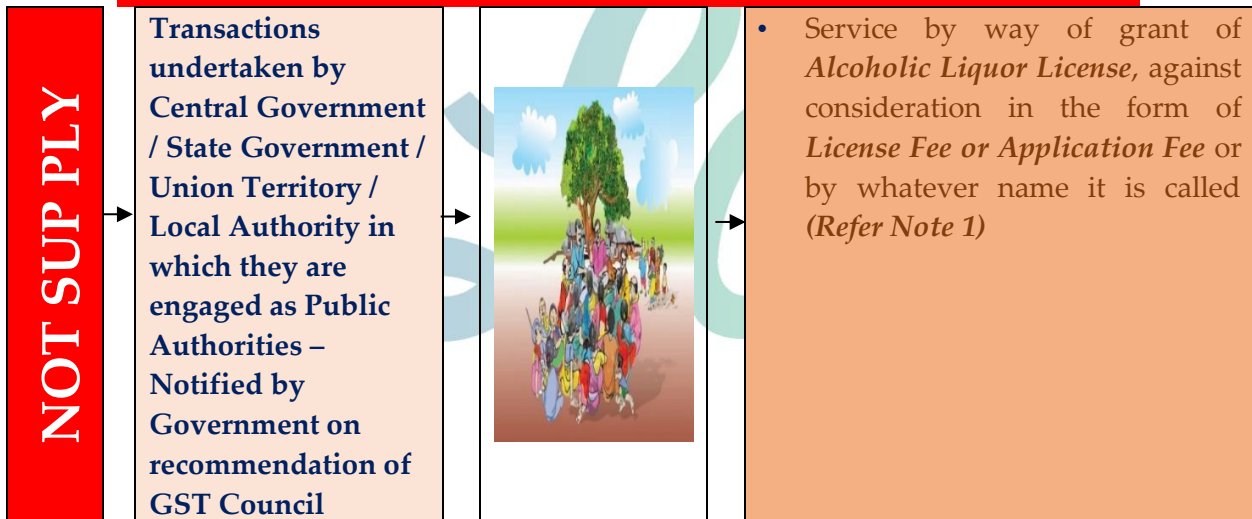 NOT SUP PLY
Transactions
undertaken by
Central Government
/ State Government /
Union Territory /
Local Authority in
which they are
engaged as Public
Authorities –
Notified by
Government on
recommendation of
GST Council
• Service by way of grant of
Alcoholic Liquor License, against
consideration in the form of
License Fee or Application Fee or
by whatever name it is called
(Refer Note 1)